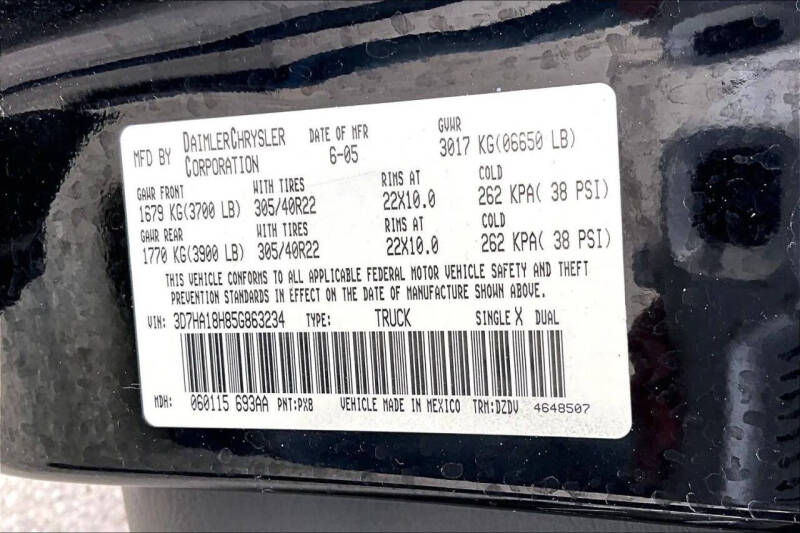 MFD BY DAIMLERCHRYSLER CORPORATION DATE OF MFR 6-05 GVWR 3017 KG(06650 LB)
GAWR FRONT WITH TIRES RIMS AT COLD
1679 KG(3700 LB) 305/40R22 22X10.0 262 KPA( 38 PSI)
GAWR REAR WITH TIRES RIMS AT COLD
1770 KG(3900 LB) 305/40R22 22X10.0 262 KPA( 38 PSI)
THIS VEHICLE CONFORMS TO ALL APPLICABLE FEDERAL MOTOR VEHICLE SAFETY AND THEFT
PREVENTION STANDARDS IN EFFECT ON THE DATE OF MANUFACTURE SHOWN ABOVE.
VIN: 3D7HA18H85G863234 TYPE: TRUCK SINGLE X DUAL
MDH: 060115 693AA PNT:PX8 VEHICLE MADE IN MEXICO TRM:DZDV 4648507